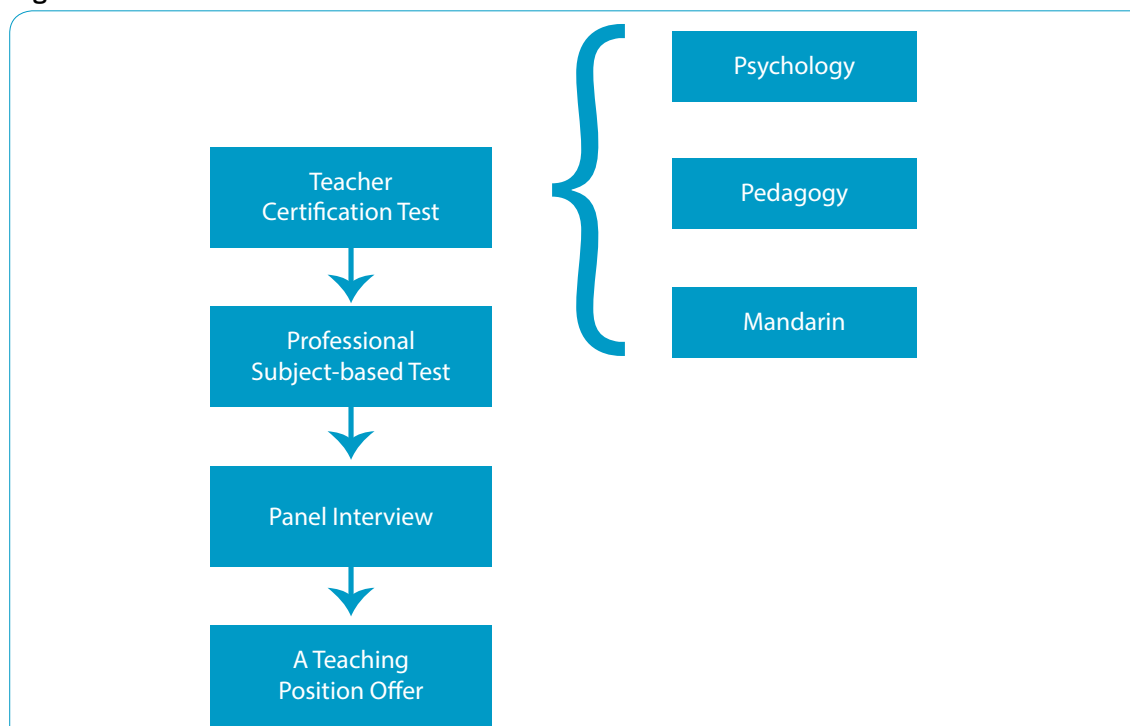 Teacher
Certification Test
Professional
Subject-based Test
Panel Interview
A Teaching
Position Offer
Psychology
Pedagogy
Mandarin